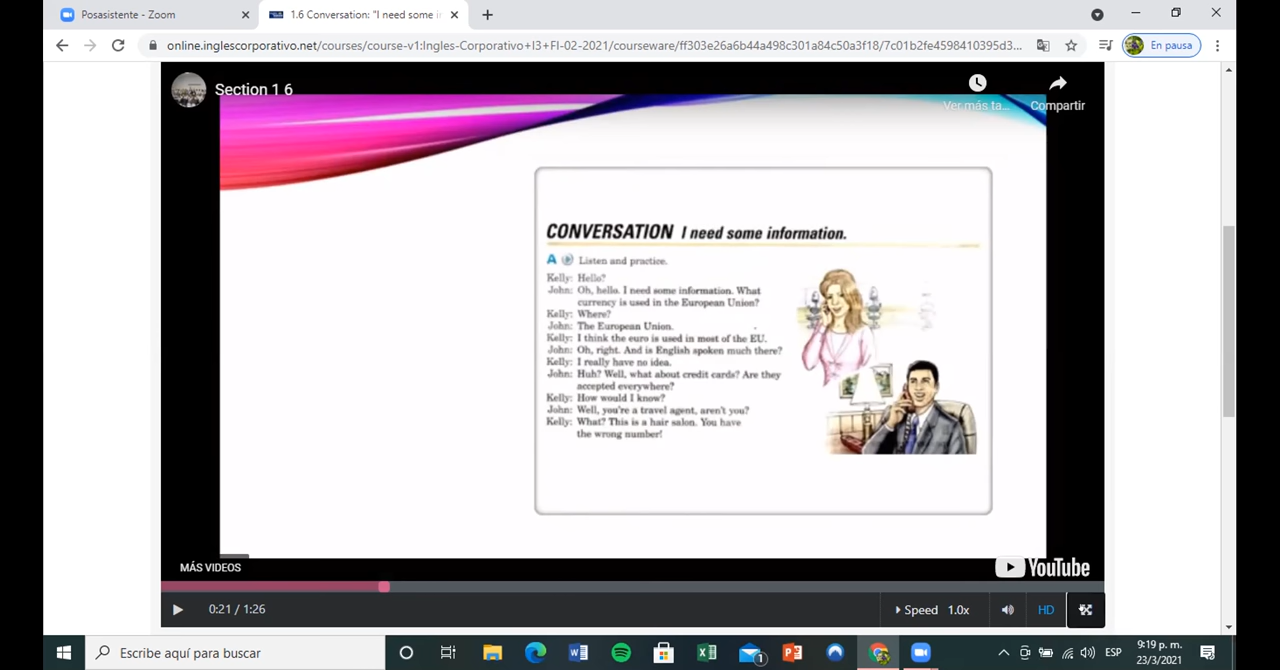 Posasistente - Zoom
1.6 Conversation: "I need some i
online.inglescorporativo.net/courses/course-v1:Ingles-Corporativo+I3+FI-02-2021/courseware/ff303e26a6b44a498c301a84c50a3f18/7c01b2fe4598410395d3...
En pausa
Section 1 6
Ver más ta...
Compartir
CONVERSATION I need some information.
A Listen and practice.
Kelly: Hello?
John: Oh, hello. I need some information. What
currency is used in the European Union?
Kelly: Where?
John: The European Union.
Kelly: I think the euro is used in most of the EU.
John: Oh, right. And is English spoken much there?
Kelly: I really have no idea.
John: Huh? Well, what about credit cards? Are they
accepted everywhere?
Kelly: How would I know?
John: Well, you're a travel agent, aren't you?
Kelly: What? This is a hair salon. You have
the wrong number!
MÁS VIDEOS
YouTube
0:21 / 1:26
Speed 1.0x
HD
Escribe aquí para buscar
1
ESP
9:19 p. m.
23/3/2021